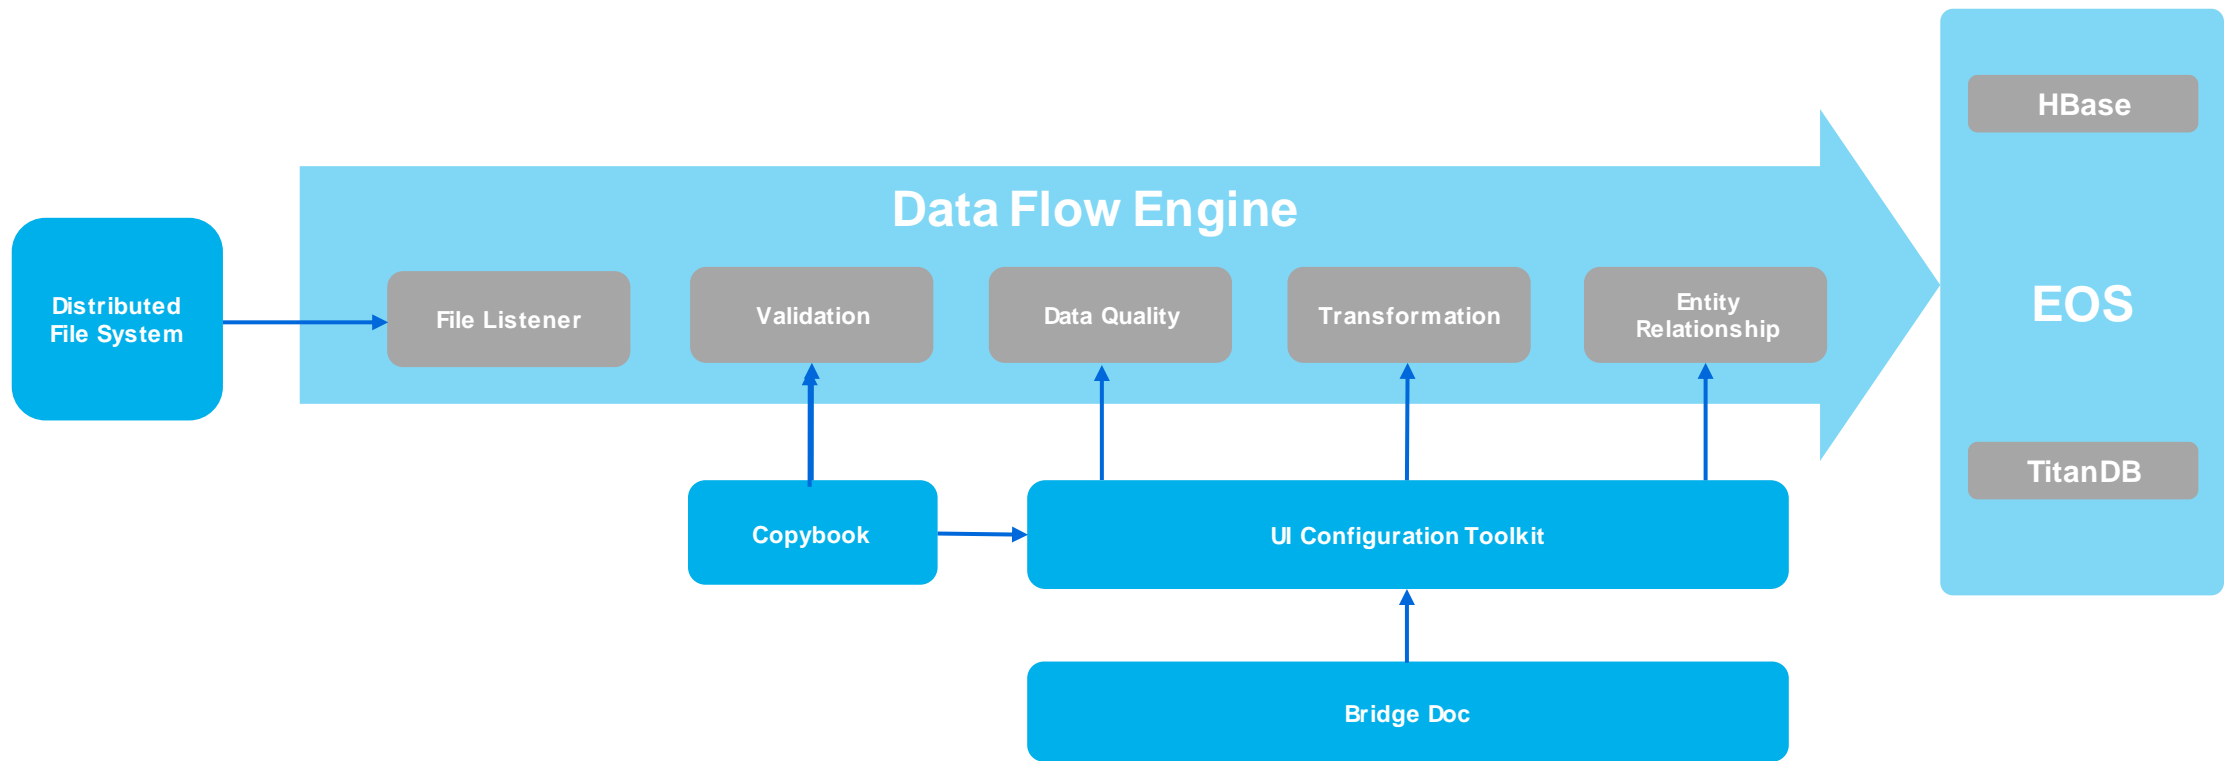 HBase
Data Flow Engine
Distributed
File System
File Listener
Validation
Data Quality
Transformation
Entity
Relationship
EOS
TitanDB
Copybook
UI Configuration Toolkit
Bridge Doc